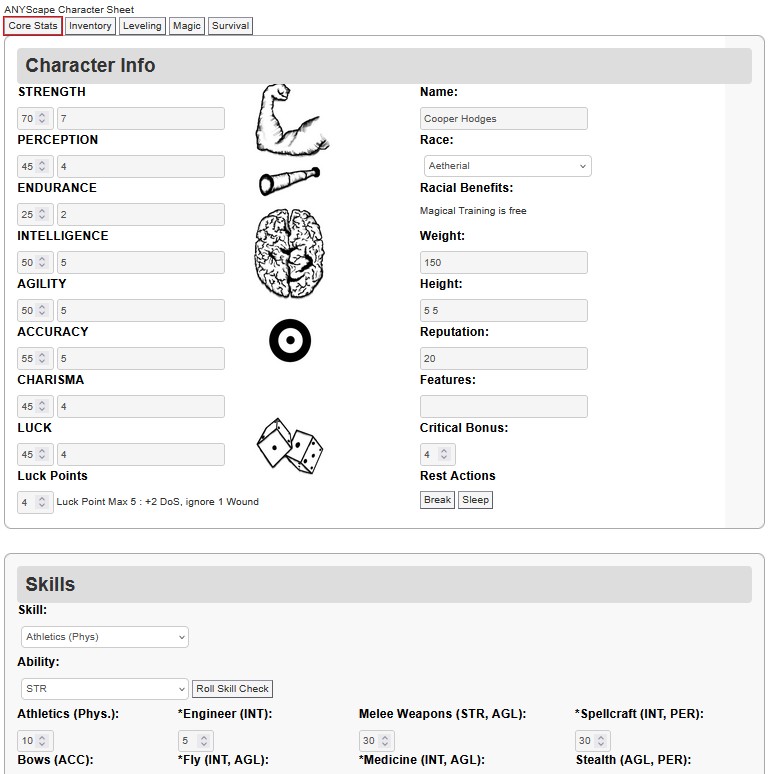 ANYScape Character Sheet
Core Stats Inventory Leveling Magic Survival
Character Info
STRENGTH Name:
70 7 Cooper Hodges
PERCEPTION Race:
45 4 Aetherial
ENDURANCE Racial Benefits:
25 2 Magical Training is free
INTELLIGENCE Weight:
50 5 150
AGILITY Height:
50 5 5 5
ACCURACY Reputation:
55 5 20
CHARISMA Features:
45 4
LUCK Critical Bonus:
45 4 4
Luck Points Rest Actions
4 Luck Point Max 5 : +2 DoS, ignore 1 Wound Break Sleep
Skills
Skill:
Athletics (Phys)
Ability:
STR Roll Skill Check
Athletics (Phys.): *Engineer (INT): Melee Weapons (STR, AGL): *Spellcraft (INT, PER):
10 5 30 30
Bows (ACC): *Fly (INT, AGL): *Medicine (INT, AGL): Stealth (AGL, PER):